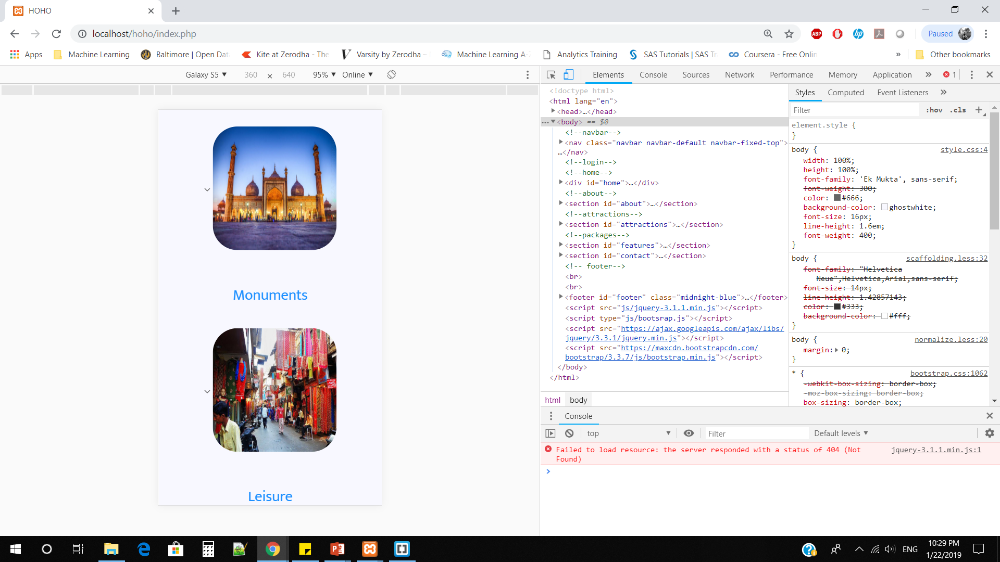 HOHO
localhost/hoho/index.php
ABP
hp
Paused
Apps
Machine Learning
Baltimore | Open Dat
Kite at Zerodha - The
Varsity by Zerodha –
Machine Learning A-Z
Analytics Training
SAS Tutorials | SAS Tr
Coursera - Free Onlin
»
Other bookmarks
Galaxy S5 ▼
360 × 640
95% ▼
Online ▼
Elements
Console
Sources
Network
Performance
Memory
Application
»
1
Monuments
Leisure
<!doctype html>
<html lang="en">
▶<head>…</head>
…▼<body> == $0
<!--navbar-->
▶<nav class="navbar navbar-default navbar-fixed-top">
…</nav>
<!--login-->
<!--home-->
▶<div id="home">…</div>
<!--about-->
▶<section id="about">…</section>
<!--attractions-->
▶<section id="attractions">…</section>
<!--packages-->
▶<section id="features">…</section>
▶<section id="contact">…</section>
<!-- footer-->
<br>
<br>
▶<footer id="footer" class="midnight-blue">…</footer>
<script src="js/jquery-3.1.1.min.js"></script>
<script type="js/bootsrap.js"></script>
<script src="https://ajax.googleapis.com/ajax/libs/
jquery/3.3.1/jquery.min.js"></script>
<script src="https://maxcdn.bootstrapcdn.com/
bootstrap/3.3.7/js/bootstrap.min.js"></script>
</body>
</html>
html
body
Styles
Computed
Event Listeners
»
Filter
:hov
.cls
+
element.style {
}
body {
style.css:4
width: 100%;
height: 100%;
font-family: 'Ek Mukta', sans-serif;
font-weight: 300;
color: #666;
background-color: ghostwhite;
font-size: 16px;
line-height: 1.6em;
font-weight: 400;
}
body {
scaffolding.less:32
font-family: "Helvetica
Neue",Helvetica,Arial,sans-serif;
font-size: 14px;
line-height: 1.42857143;
color: #333;
background-color: #fff;
}
body {
normalize.less:20
margin:▶ 0;
}
* {
bootstrap.css:1062
-webkit-box-sizing: border-box;
-moz-box-sizing: border-box;
box-sizing: border-box;
Console
top
▼
Filter
Default levels ▼
Failed to load resource: the server responded with a status of 404 (Not
Found)
jquery-3.1.1.min.js:1
>
ENG
10:29 PM
1/22/2019